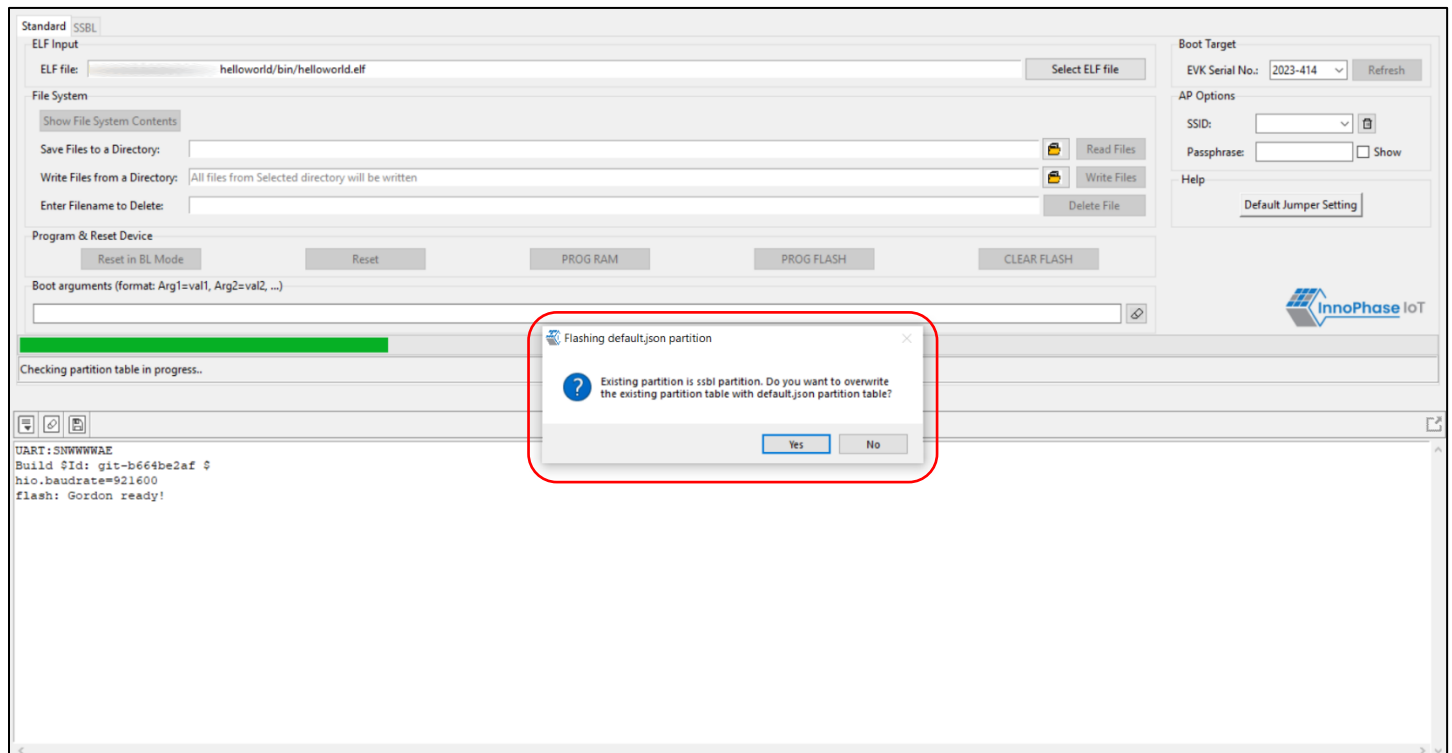 Standard SSBL
ELF Input
ELF file: helloworld/bin/helloworld.elf Select ELF file
Boot Target
EVK Serial No.: 2023-414 Refresh
File System
Show File System Contents
Save Files to a Directory: Read Files
Write Files from a Directory: All files from Selected directory will be written Write Files
Enter Filename to Delete: Delete File
AP Options
SSID:
Passphrase: Show
Help
Default Jumper Setting
Program & Reset Device
Reset in BL Mode Reset PROG RAM PROG FLASH CLEAR FLASH
Boot arguments (format: Arg1=val1, Arg2=val2, ...)
InnoPhase IoT
Checking partition table in progress..
Flashing default.json partition
Existing partition is ssbl partition. Do you want to overwrite
the existing partition table with default.json partition table?
Yes No
UART:SNWWWWAE
Build $Id: git-b664be2af $
hio.baudrate=921600
flash: Gordon ready!